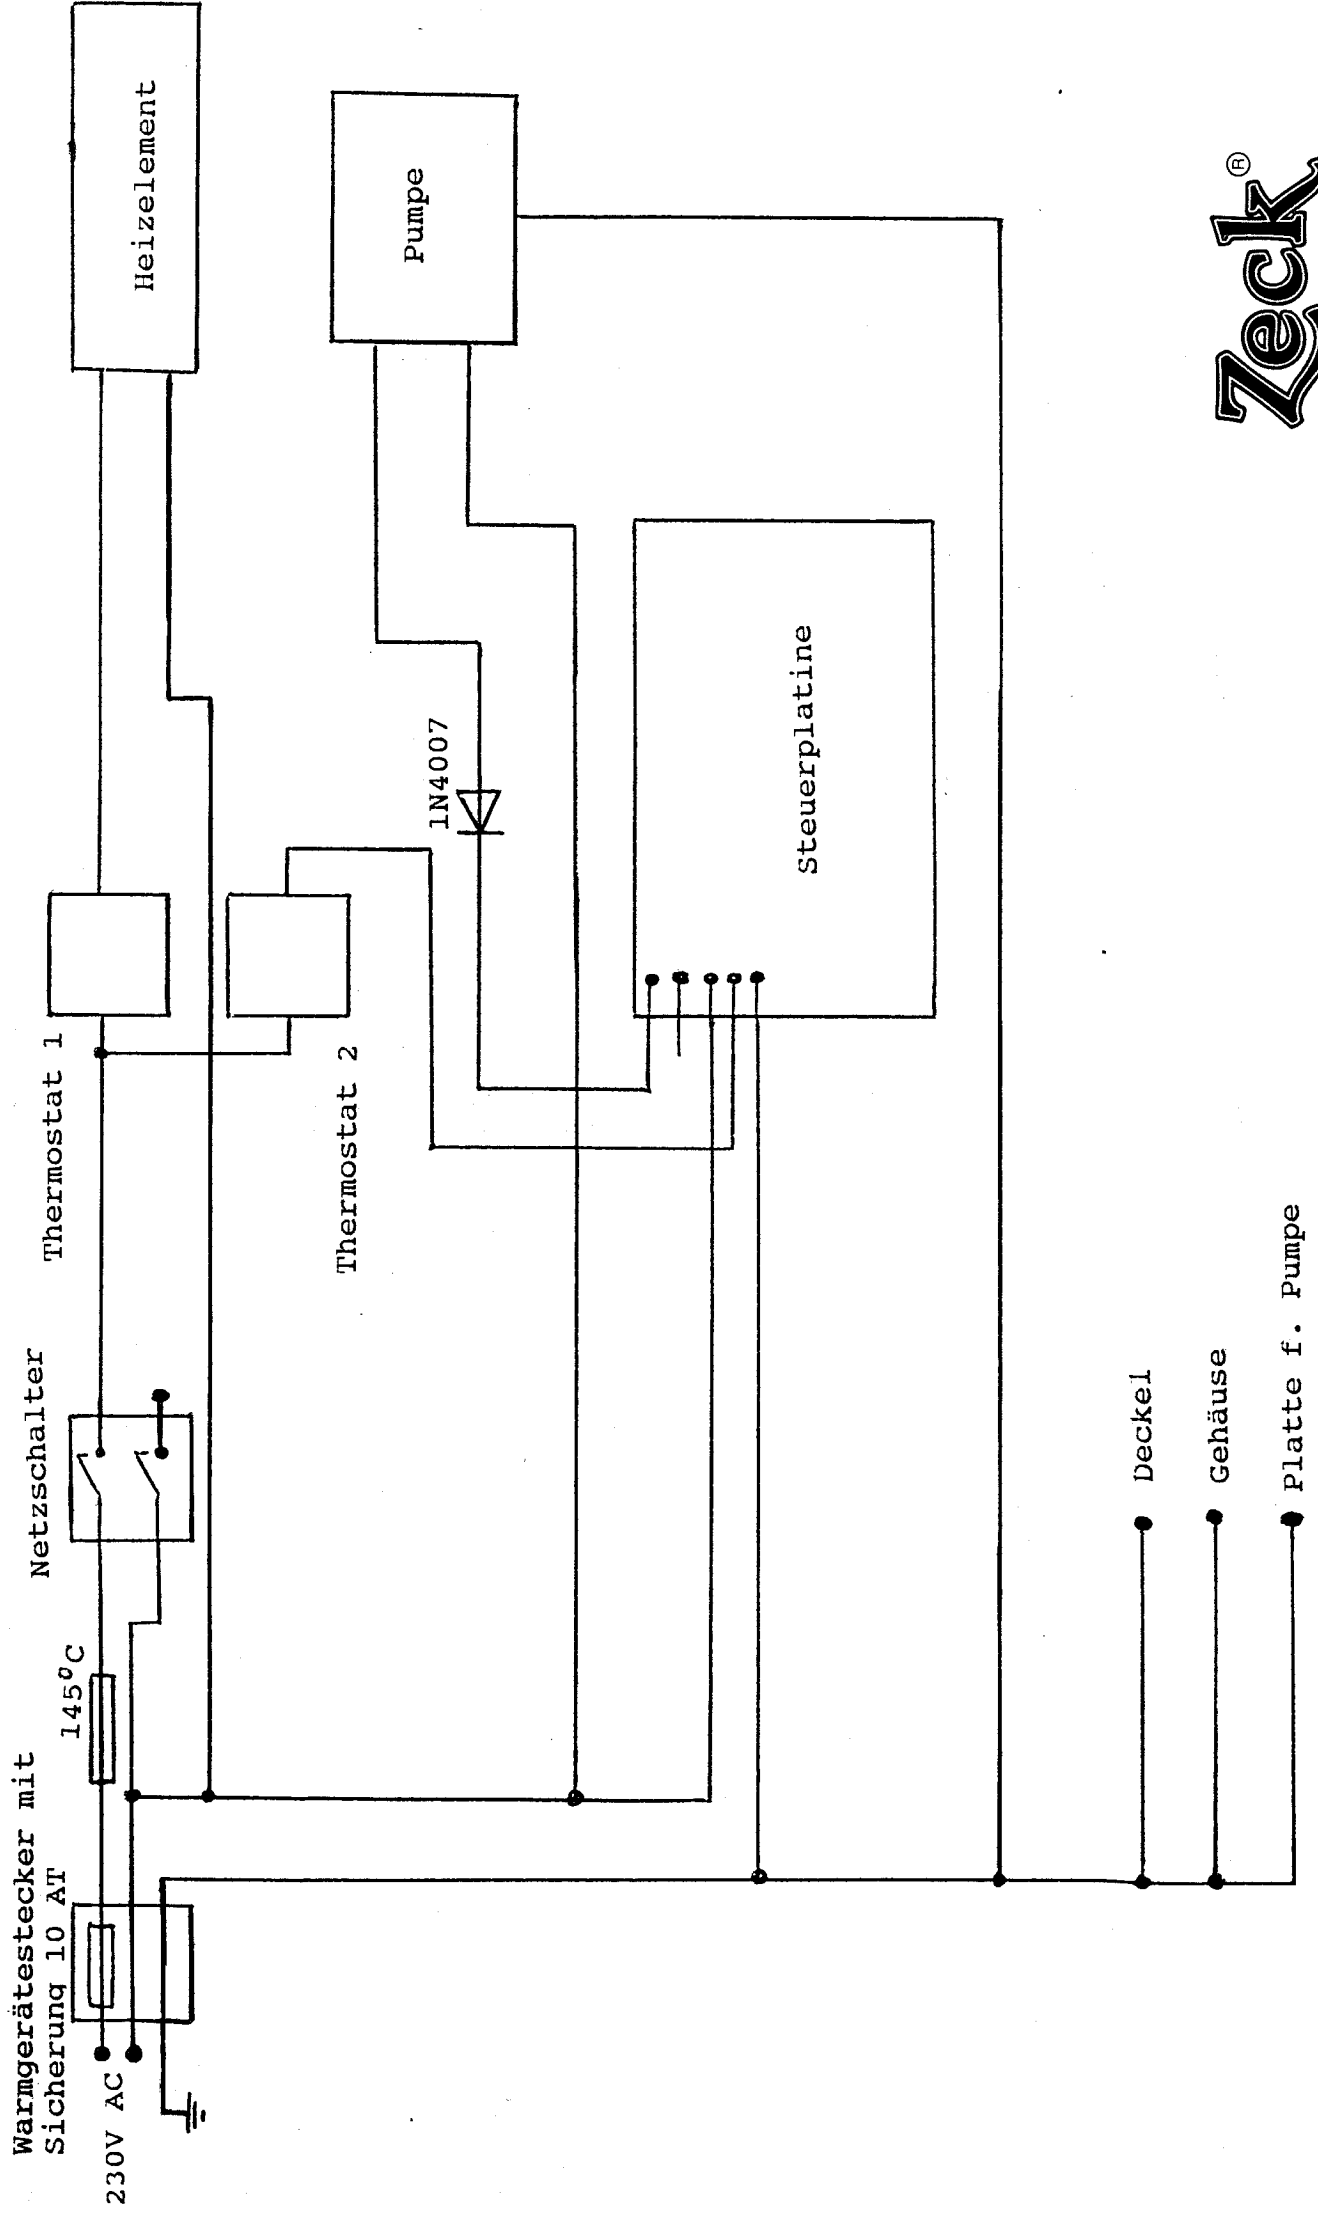 Warmgerätestecker mit
Sicherung 10 AT
230V AC
145°C
Netzschalter
Thermostat 1
Thermostat 2
Heizelement
Pumpe
1N4007
Steuerplatine
Deckel
Gehäuse
Platte f. Pumpe
Zeck®